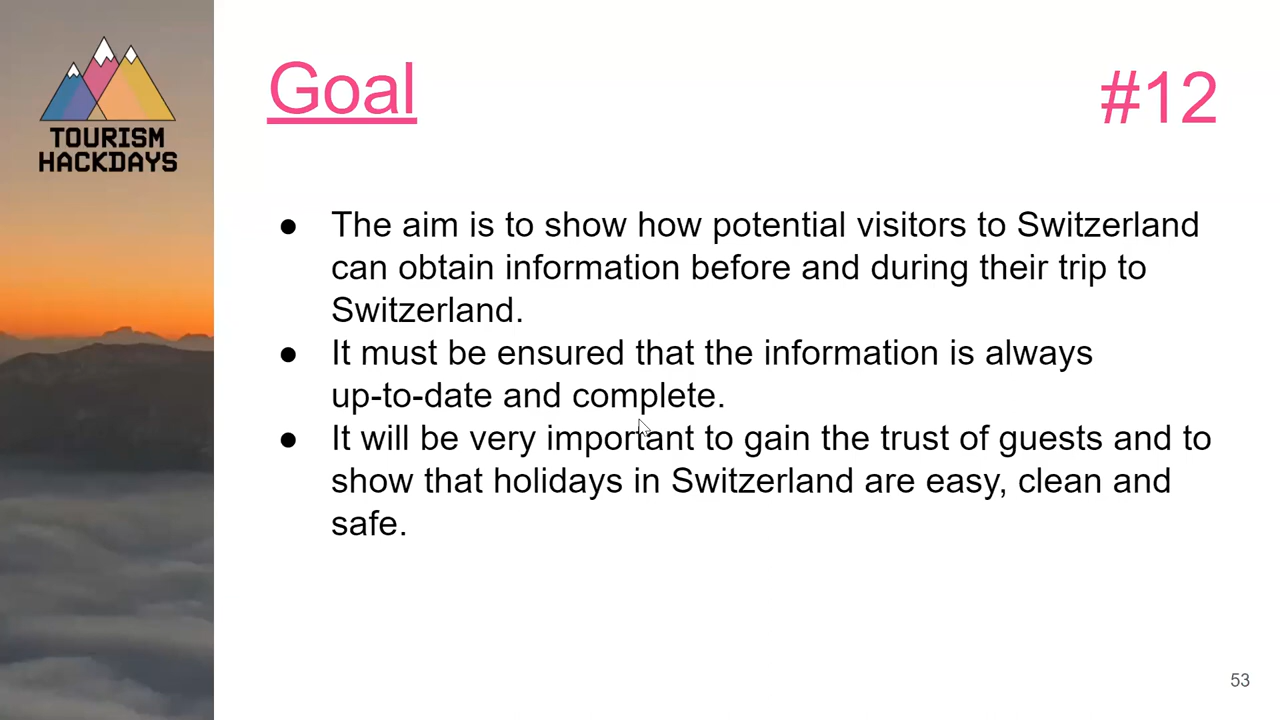 TOURISM
HACKDAYS
Goal
#12
● The aim is to show how potential visitors to Switzerland
can obtain information before and during their trip to
Switzerland.
● It must be ensured that the information is always
up-to-date and complete.
● It will be very important to gain the trust of guests and to
show that holidays in Switzerland are easy, clean and
safe.
53